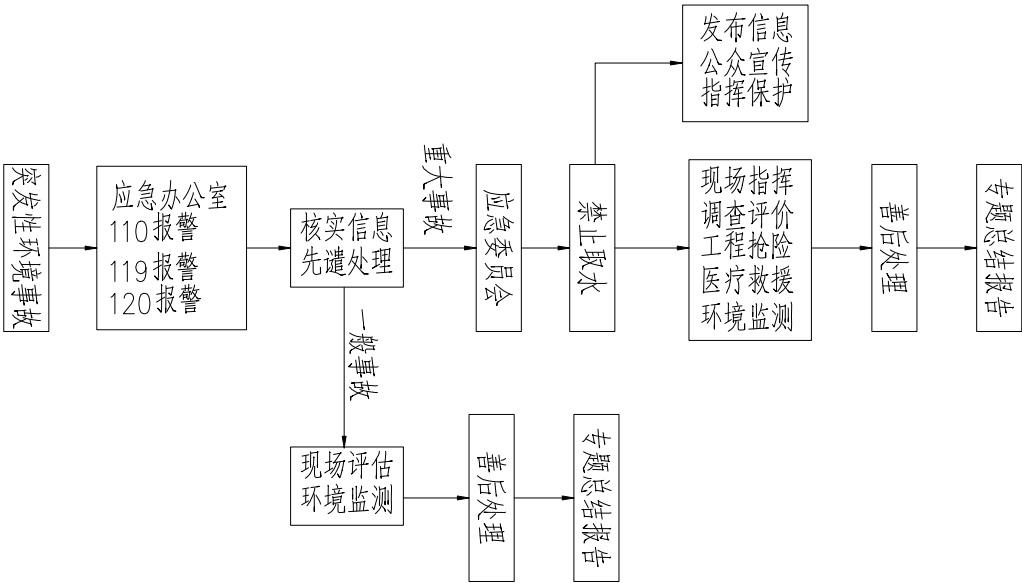 发布信息
公众宣传
指挥保护
突发性环境事故
应急办公室
110报警
119报警
120报警
核实信息
先谴处理
重大事故
应急委员会
禁止取水
现场指挥
调查评价
工程抢险
医疗救援
环境监测
善后处理
专题总结报告
一般事故
现场评估
环境监测
善后处理
专题总结报告